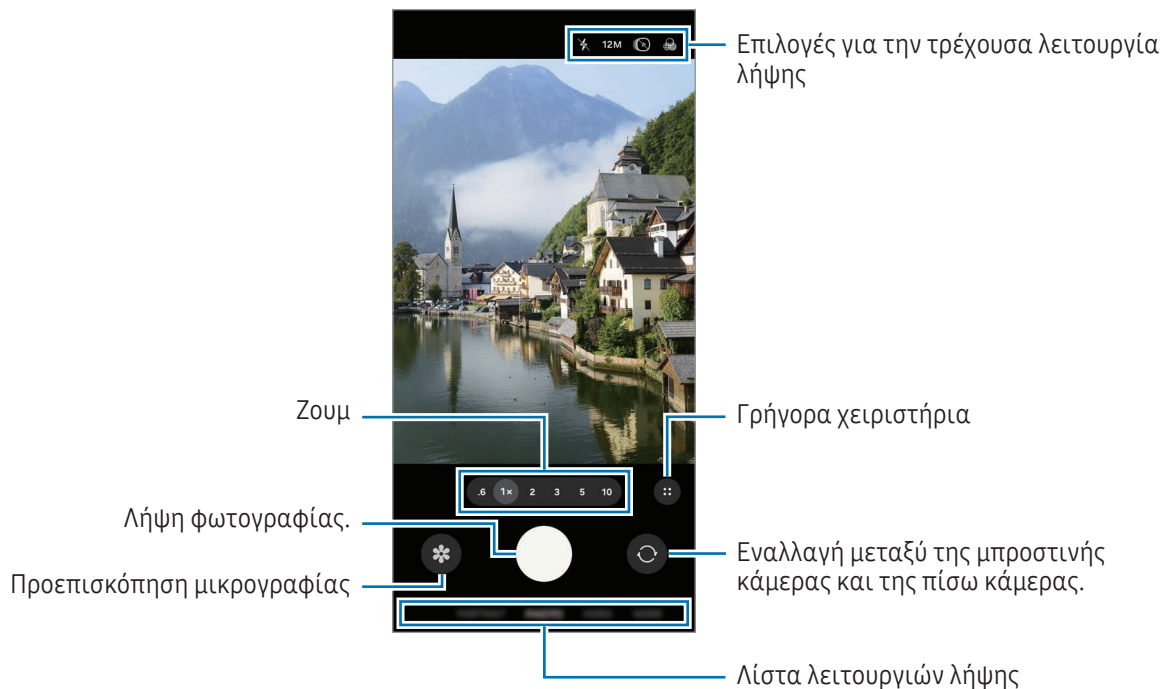 Επιλογές για την τρέχουσα λειτουργία
λήψης
12M
Ζουμ
Γρήγορα χειριστήρια
.6 1× 2 3 5 10
Λήψη φωτογραφίας.
Εναλλαγή μεταξύ της μπροστινής
κάμερας και της πίσω κάμερας.
Προεπισκόπηση μικρογραφίας
Λίστα λειτουργιών λήψης